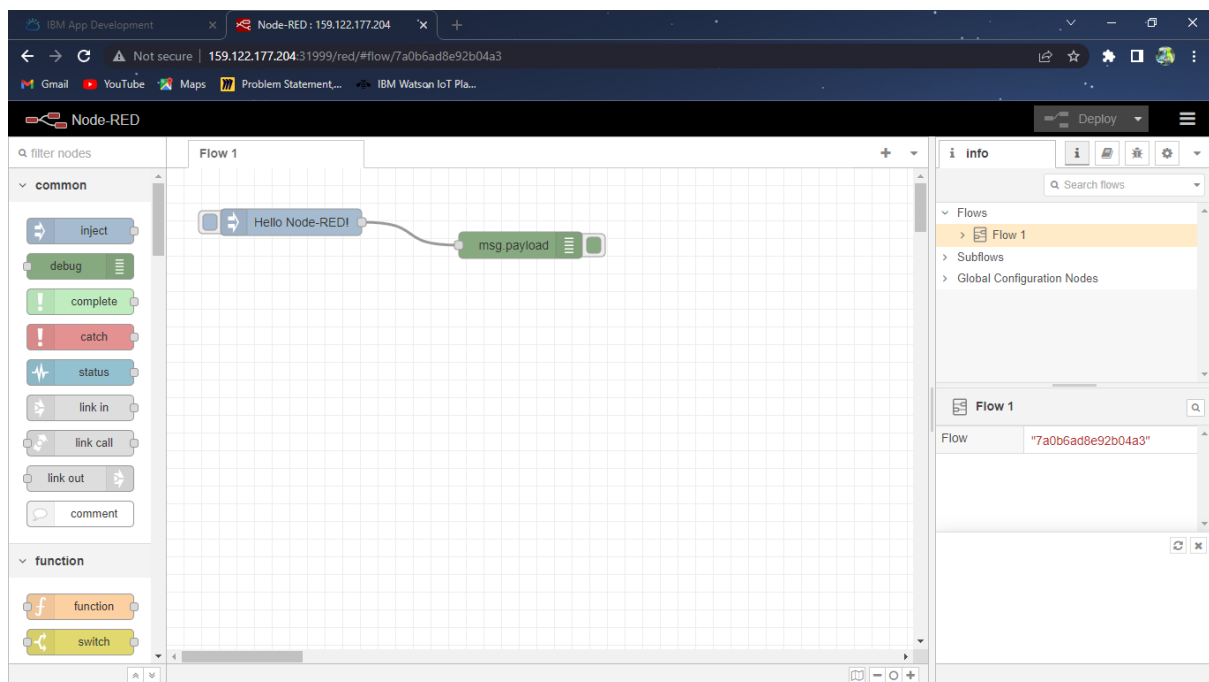 IBM App Development
Node-RED : 159.122.177.204
Not secure | 159.122.177.204:31999/red/#flow/7a0b6ad8e92b04a3
Gmail YouTube Maps Problem Statement,... IBM Watson IoT Pla...
Node-RED Deploy
filter nodes Flow 1 i info i
common Search flows
inject Hello Node-RED! Flows
Flow 1
debug msg.payload Subflows
Global Configuration Nodes
complete
catch
status
link in Flow 1
link call Flow "7a0b6ad8e92b04a3"
link out
comment
function
function
switch